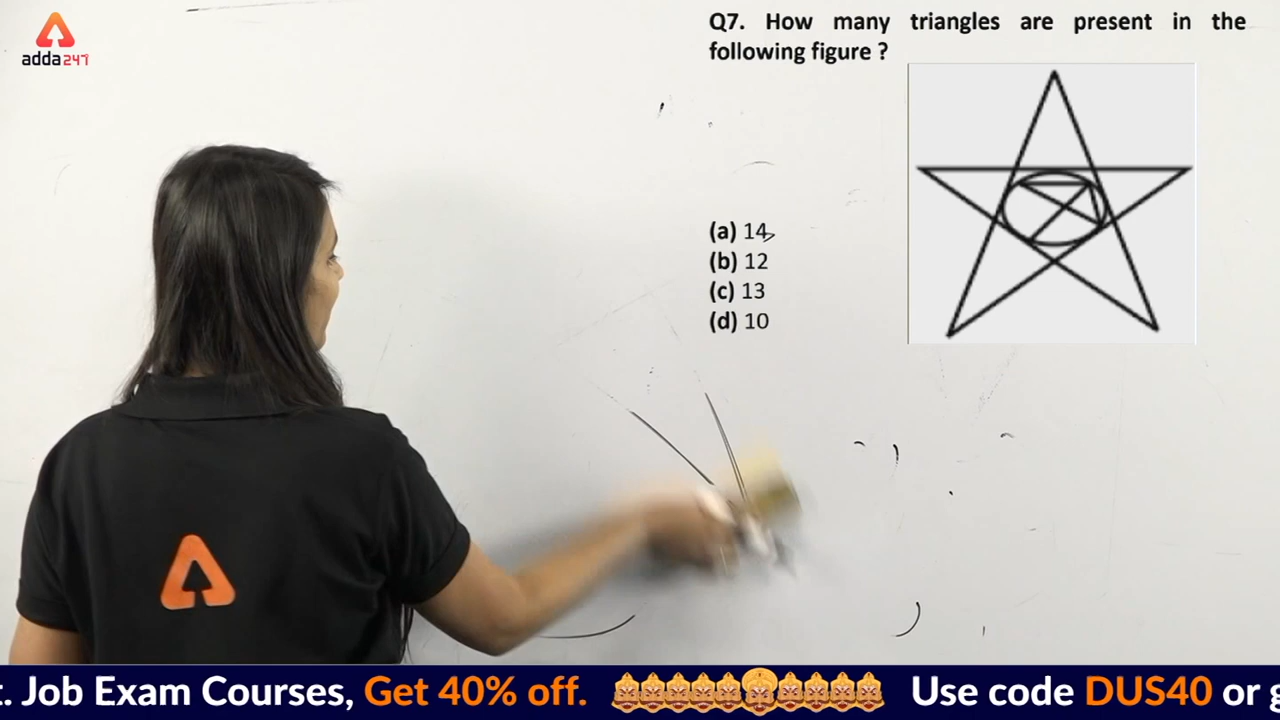 adda247
Q7. How many triangles are present in the
following figure ?
(a) 14
(b) 12
(c) 13
(d) 10
t. Job Exam Courses, Get 40% off. Use code DUS40 or g